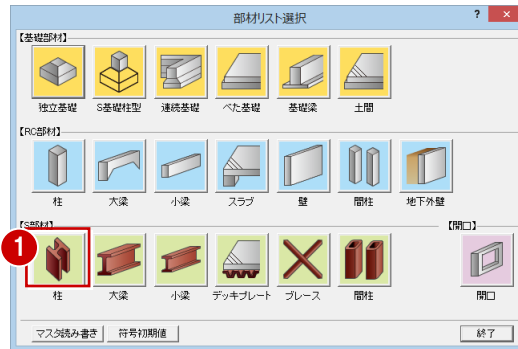 部材リスト選択
? ×
【基礎部材】
独立基礎 S基礎柱型 連続基礎 べた基礎 基礎梁 土間
【RC部材】
柱 大梁 小梁 スラブ 壁 間柱 地下外壁
【S部材】 【開口】
1
柱 大梁 小梁 デッキプレート ブレース 間柱 開口
マスタ読み書き 符号初期値 終了